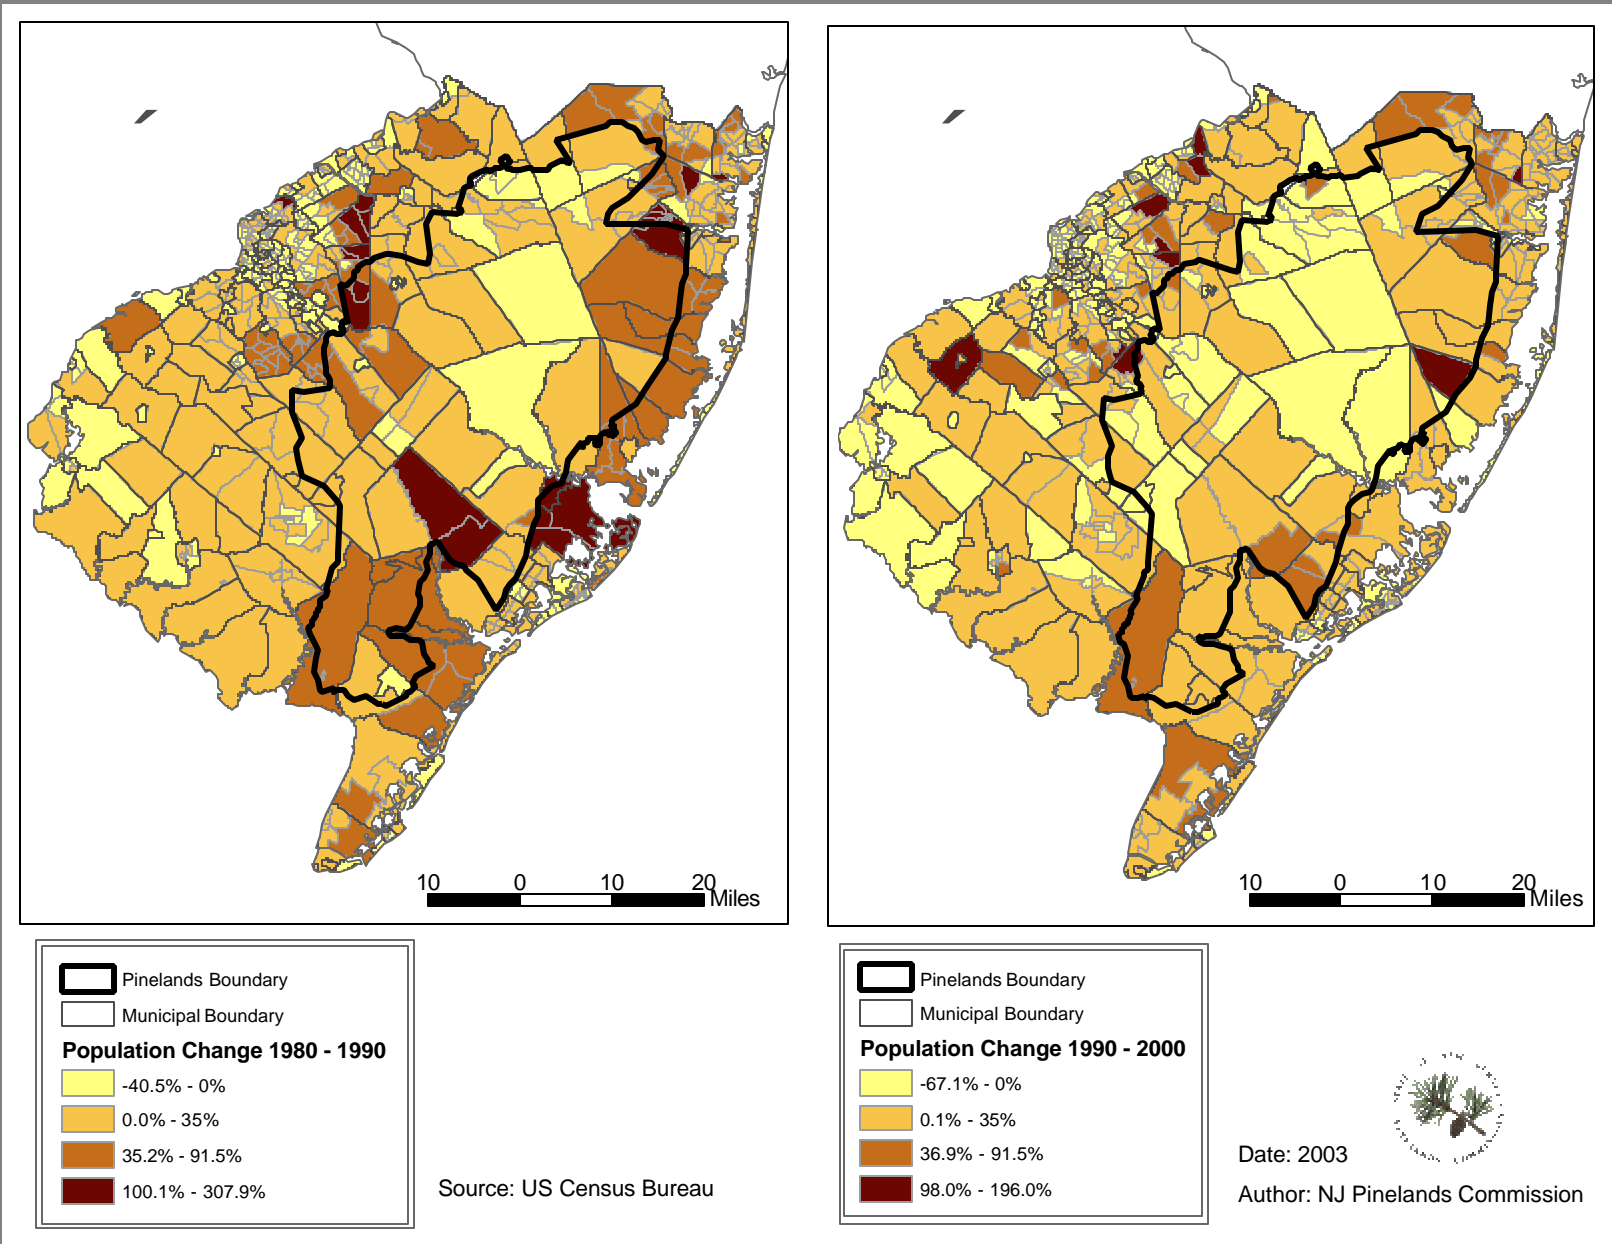 10 0 10 20
Miles
10 0 10 20
Miles
Pinelands Boundary
Municipal Boundary
Population Change 1980 - 1990
-40.5% - 0%
0.0% - 35%
35.2% - 91.5%
100.1% - 307.9%
Source: US Census Bureau
Pinelands Boundary
Municipal Boundary
Population Change 1990 - 2000
-67.1% - 0%
0.1% - 35%
36.9% - 91.5%
98.0% - 196.0%
Date: 2003
Author: NJ Pinelands Commission